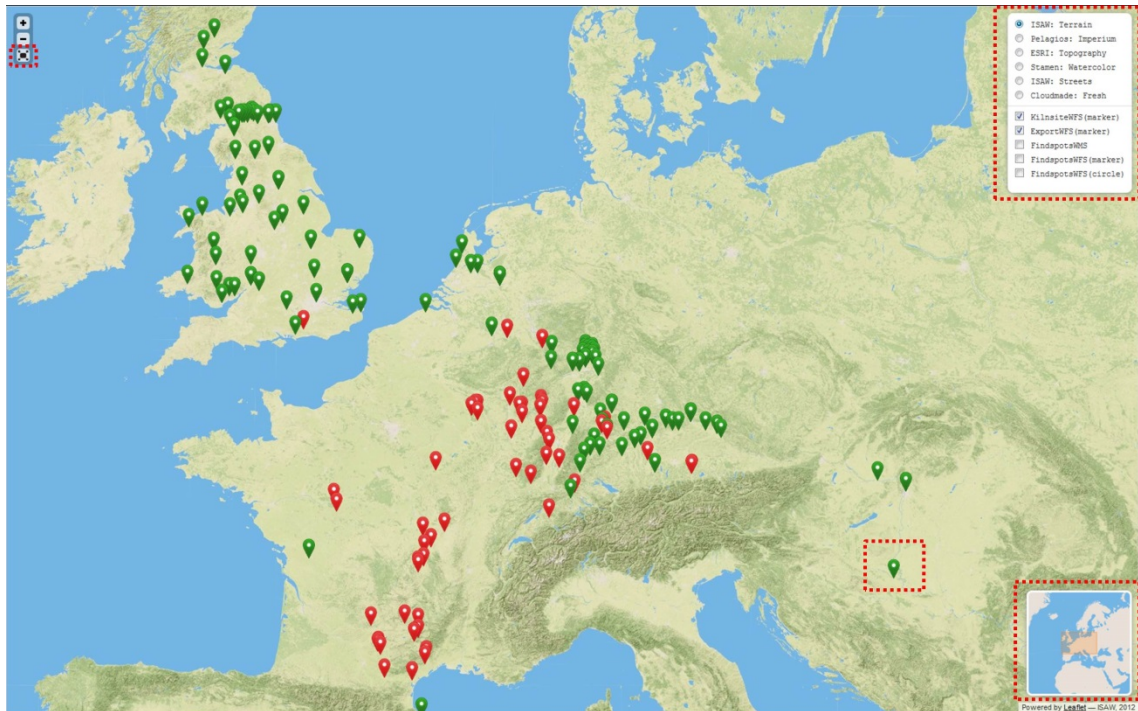 +
−
ISAW: Terrain
Pelagios: Imperium
ESRI: Topography
Stamen: Watercolor
ISAW: Streets
Cloudmade: Fresh
KilnsiteWFS(marker)
ExportWFS(marker)
FindspotsWMS
FindspotsWFS(marker)
FindspotsWFS(circle)
Powered by Leaflet — ISAW, 2012